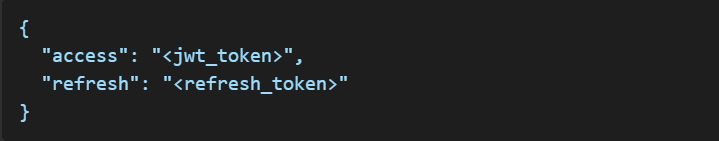 {
  "access": "<jwt_token>",
  "refresh": "<refresh_token>"
}